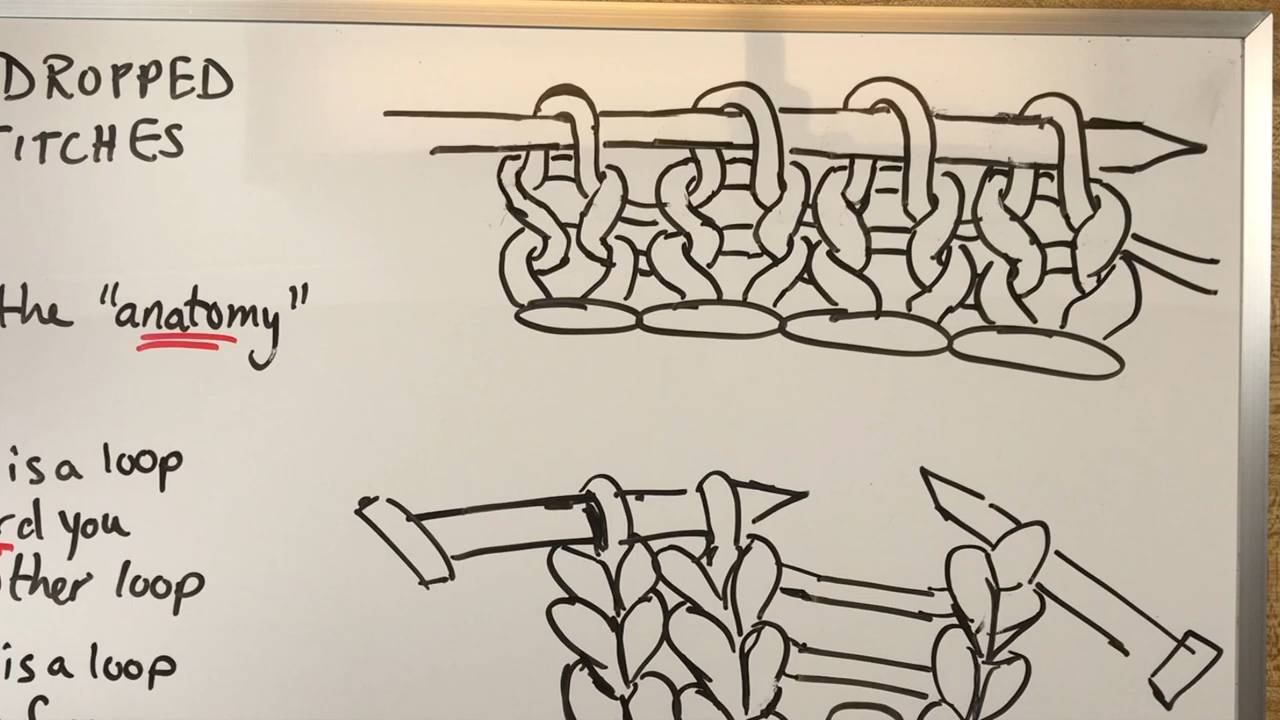 DROPPED
TITCHES
the "anatomy"
is a loop
rd you
ther loop
is a loop